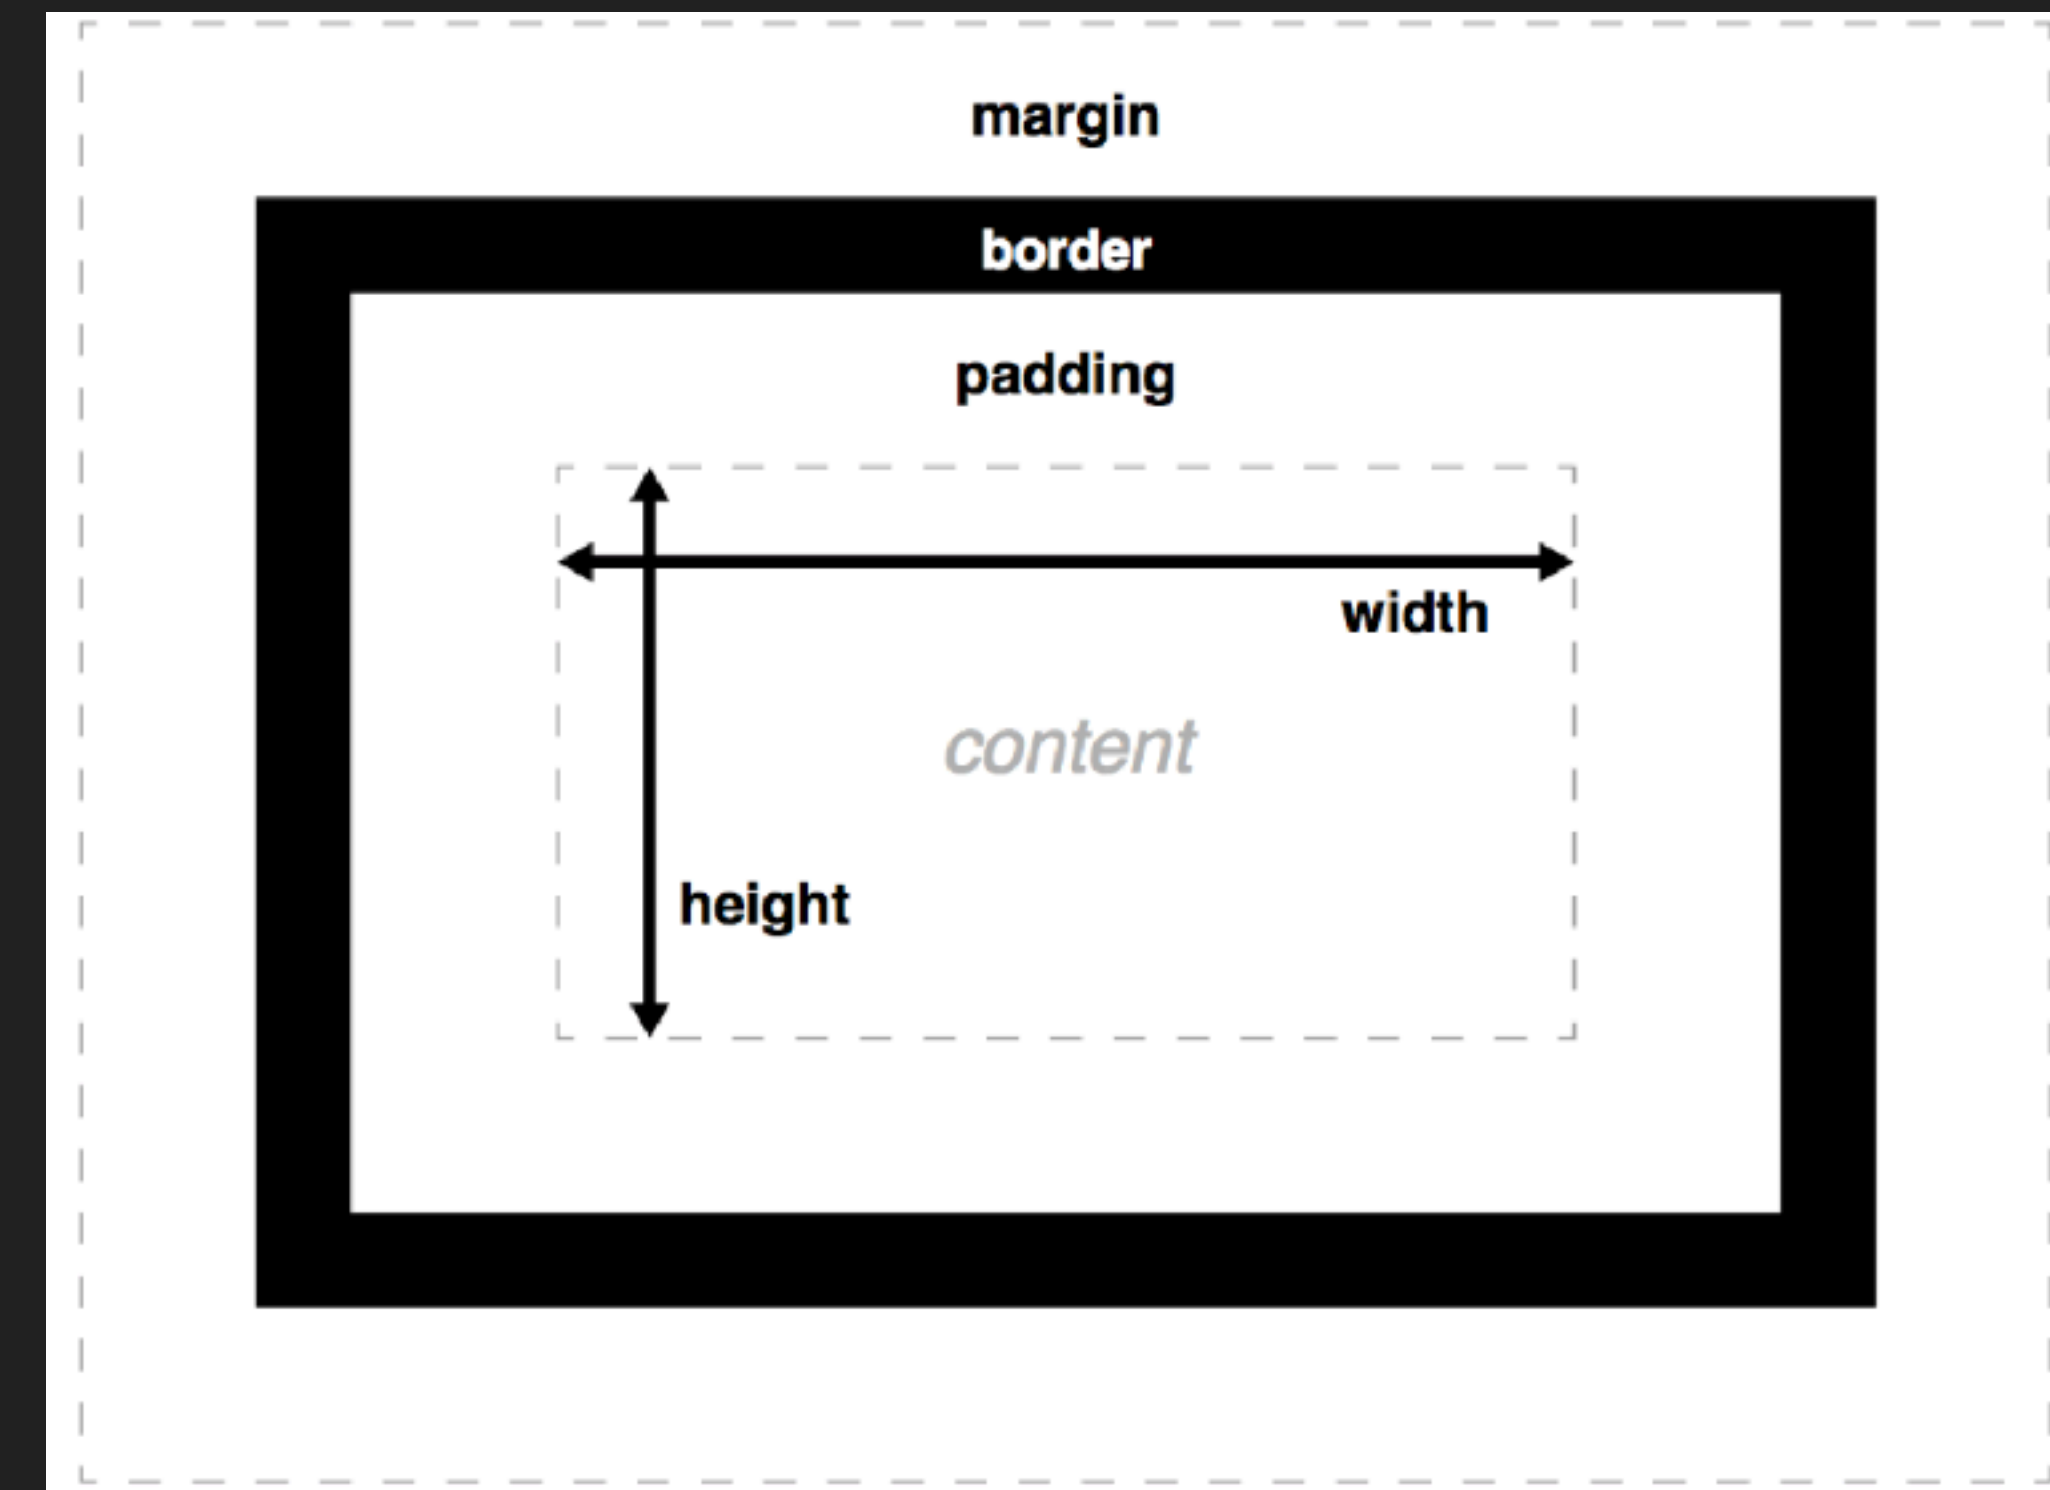 margin
border
padding
width
content
height